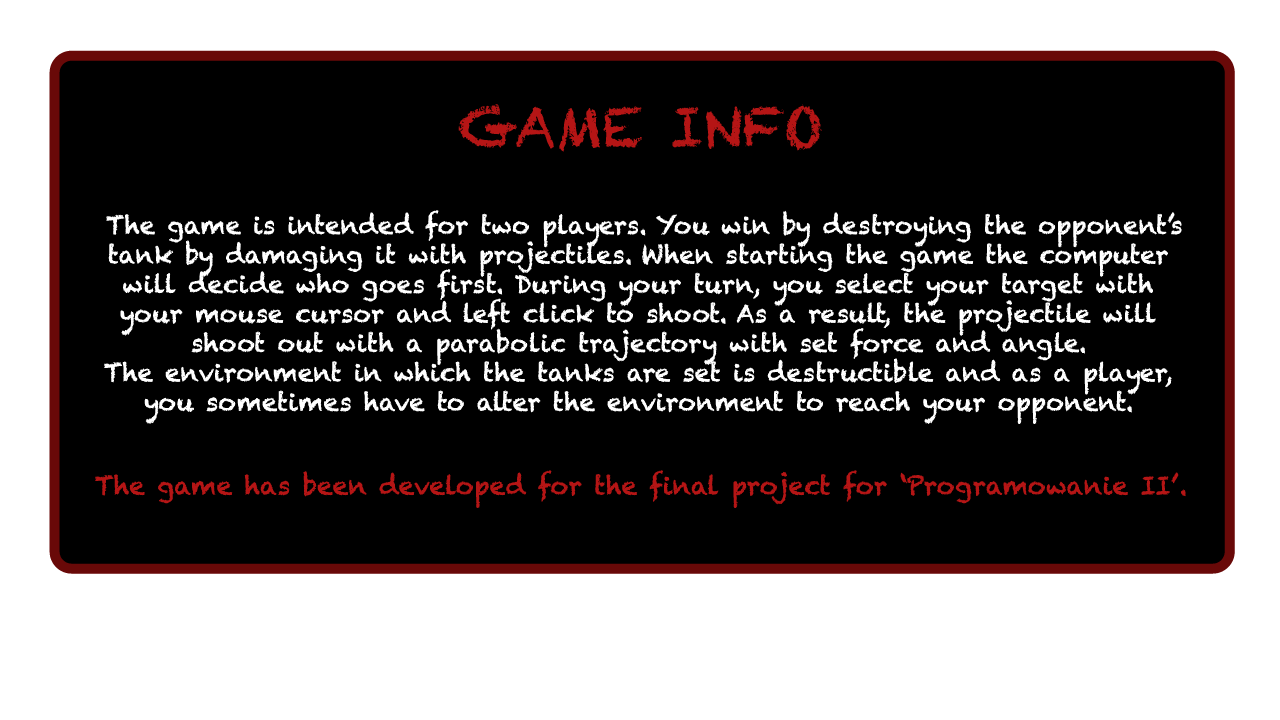 GAME INFO
The game is intended for two players. You win by destroying the opponent's
tank by damaging it with projectiles. When starting the game the computer
will decide who goes first. During your turn, you select your target with
your mouse cursor and left click to shoot. As a result, the projectile will
shoot out with a parabolic trajectory with set force and angle.
The environment in which the tanks are set is destructible and as a player,
you sometimes have to alter the environment to reach your opponent.
The game has been developed for the final project for ‘Programowanie II’.